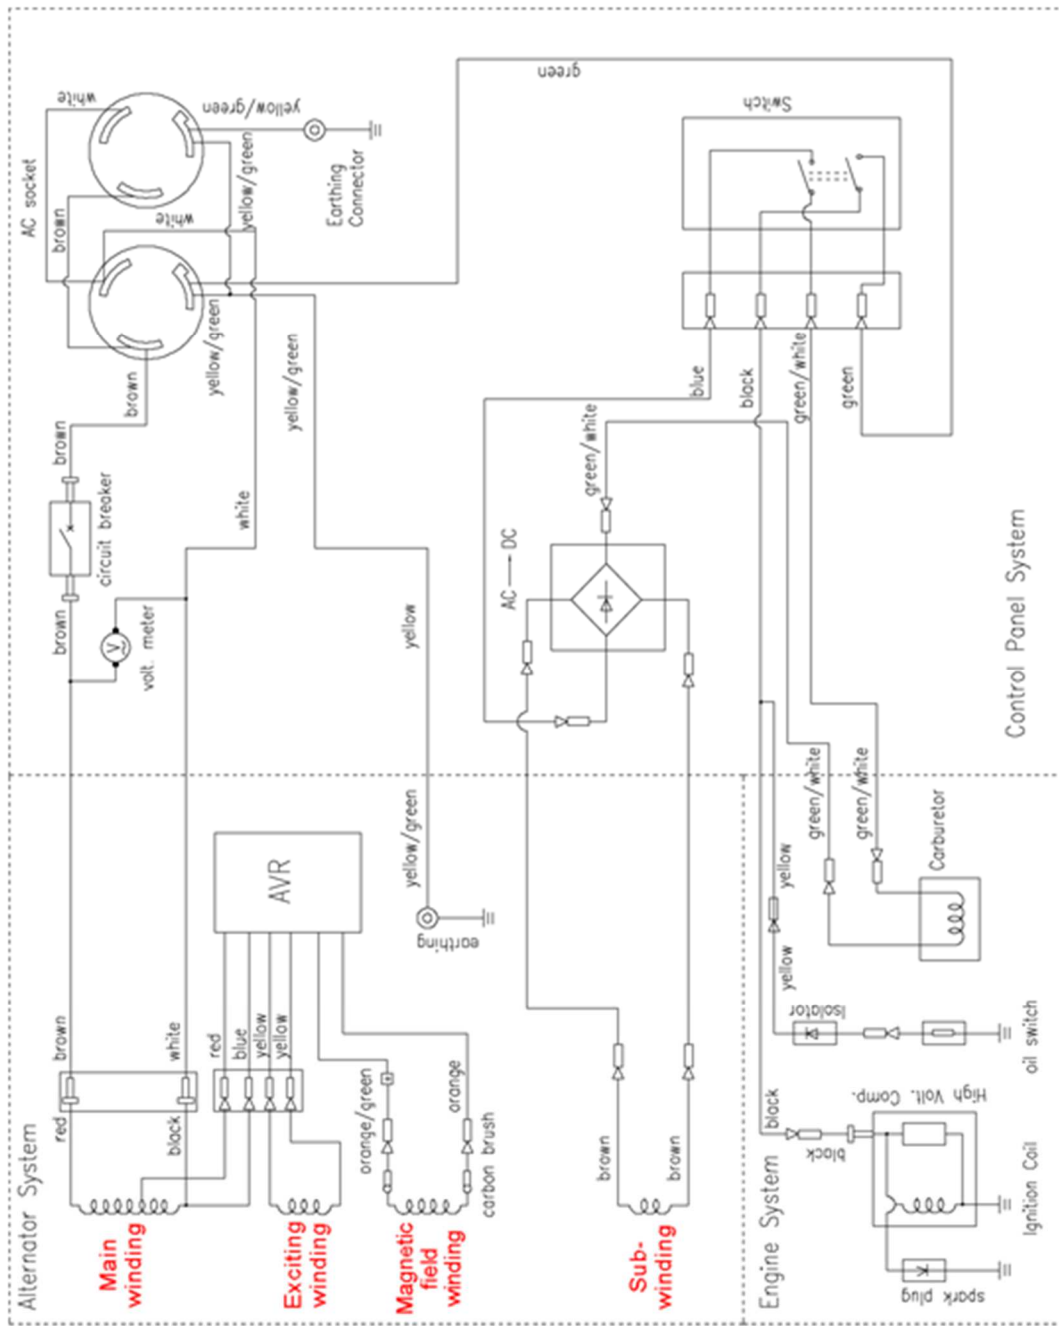 green
white
yellow/green
Switch
AC socket
yellow/green
Earthing
Connector
brown
white
yellow/green
yellow/green
brown
brown
blue
black
green/white
green
green/white
circuit breaker
white
AC → DC
Control Panel System
brown
volt. meter
yellow
V~
yellow/green
green/white
green/white
Carburetor
AVR
yellow
earthing
yellow
Isolator
oil switch
brown
white
red
blue
yellow
yellow
orange/green
orange
red
black
carbon brush
brown
brown
black
black
High Volt. Comp.
Ignition Coil
Alternator System
Main
winding
Exciting
winding
Magnetic
field
winding
Sub-
winding
Engine System
spark plug